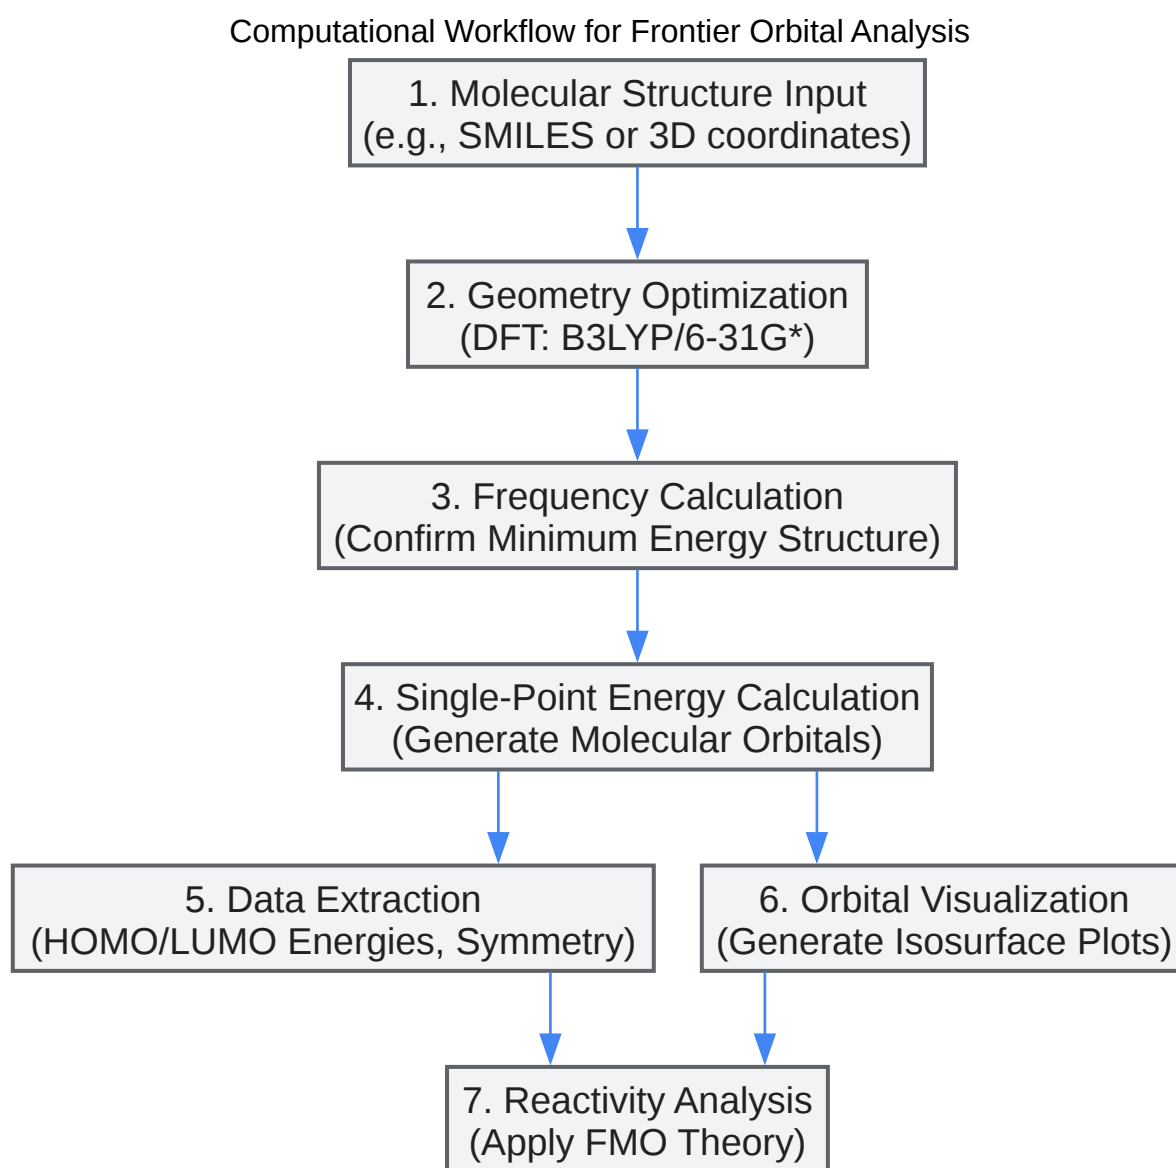 Computational Workflow for Frontier Orbital Analysis
1. Molecular Structure Input
(e.g., SMILES or 3D coordinates)
2. Geometry Optimization
(DFT: B3LYP/6-31G*)
3. Frequency Calculation
(Confirm Minimum Energy Structure)
4. Single-Point Energy Calculation
(Generate Molecular Orbitals)
5. Data Extraction
(HOMO/LUMO Energies, Symmetry)
6. Orbital Visualization
(Generate Isosurface Plots)
7. Reactivity Analysis
(Apply FMO Theory)